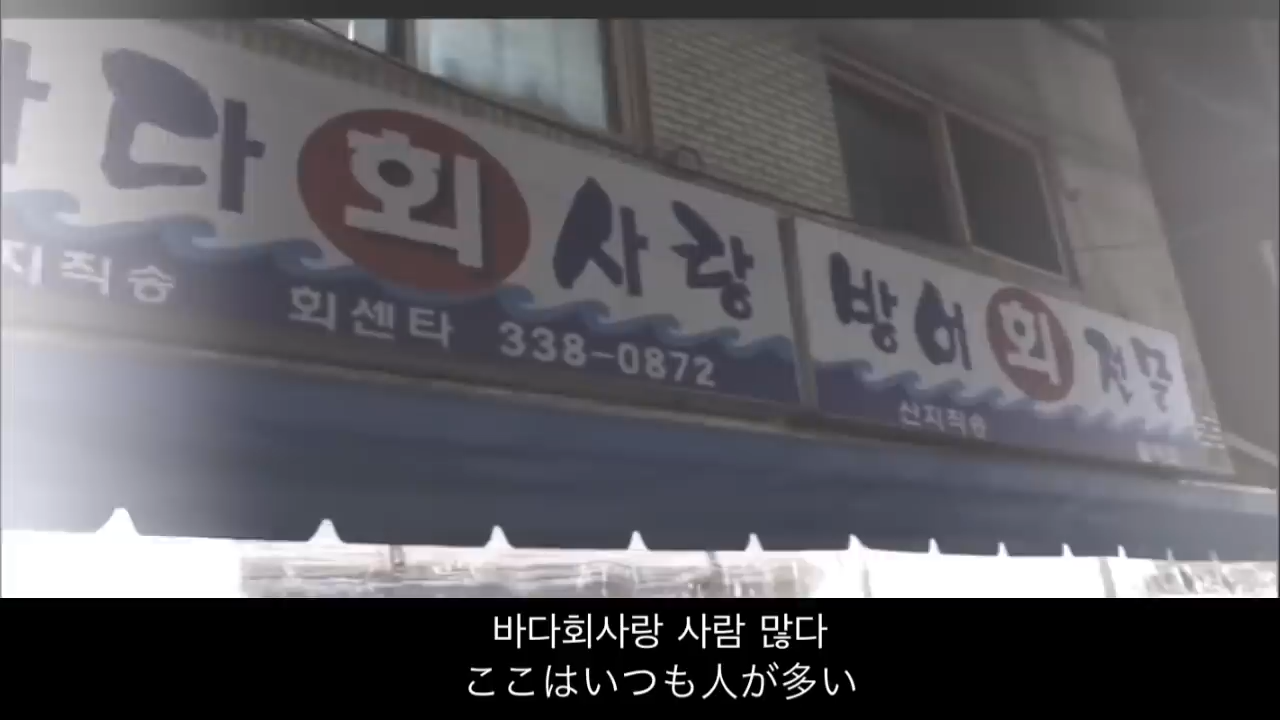 다회사랑
지직송 회센타 338-0872
방어회전문
산지직송
바다회사랑 사람 많다
ここはいつも人が多い